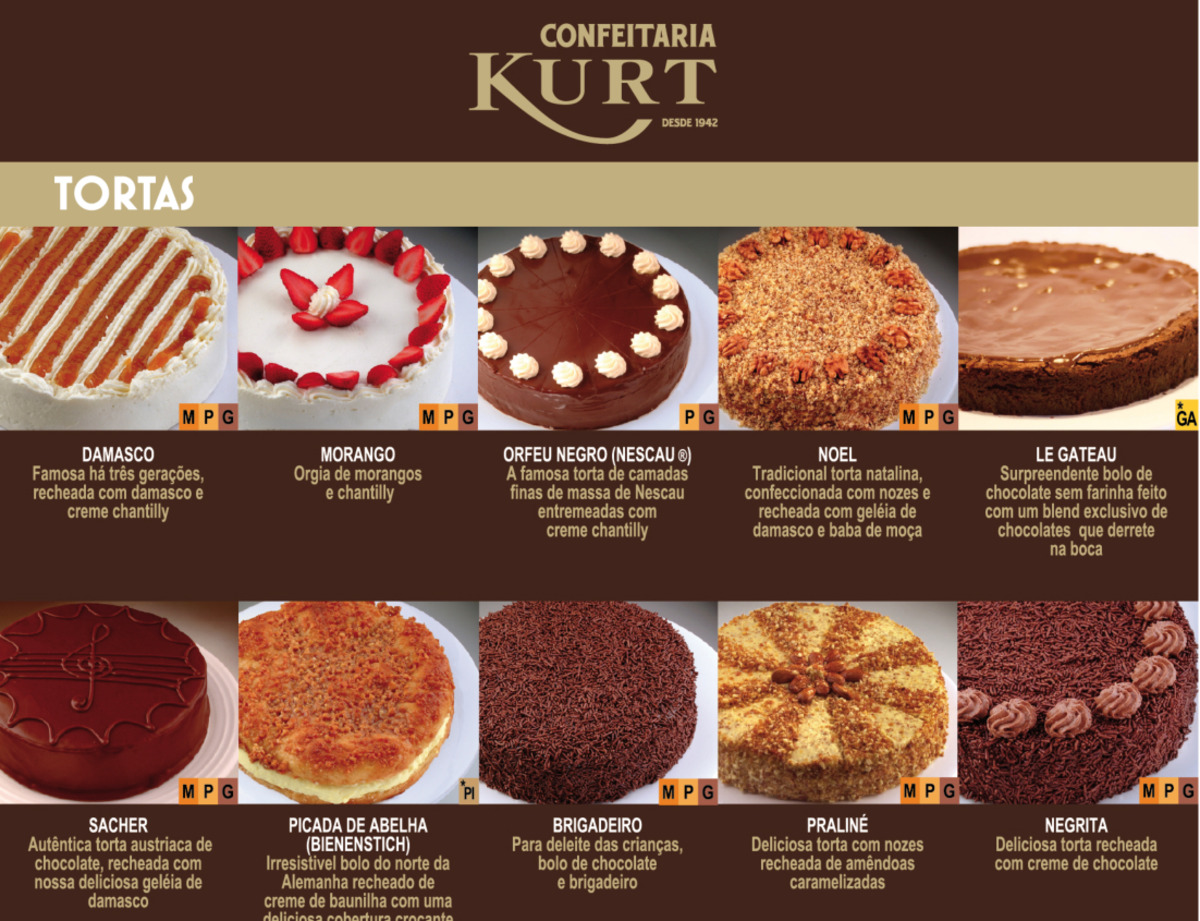 CONFEITARIA
KURT
DESDE 1942
TORTAS
M P G
M P G
P G
M P G
*GA
DAMASCO
Famosa há três gerações,
recheada com damasco e
creme chantilly
MORANGO
Orgia de morangos
e chantilly
ORFEU NEGRO (NESCAU ®)
A famosa torta de camadas
finas de massa de Nescau
entremeadas com
creme chantilly
NOEL
Tradicional torta natalina,
confeccionada com nozes e
recheada com geléia de
damasco e baba de moça
LE GATEAU
Surpreendente bolo de
chocolate sem farinha feito
com um blend exclusivo de
chocolates que derrete
na boca
M P G
*PI
M P G
M P G
M P G
SACHER
Autêntica torta austriaca de
chocolate, recheada com
nossa deliciosa geléia de
damasco
PICADA DE ABELHA
(BIENENSTICH)
Irresistivel bolo do norte da
Alemanha recheado de
creme de baunilha com uma
deliciosa cobertura crocante
BRIGADEIRO
Para deleite das crianças,
bolo de chocolate
e brigadeiro
PRALINÉ
Deliciosa torta com nozes
recheada de amêndoas
caramelizadas
NEGRITA
Deliciosa torta recheada
com creme de chocolate